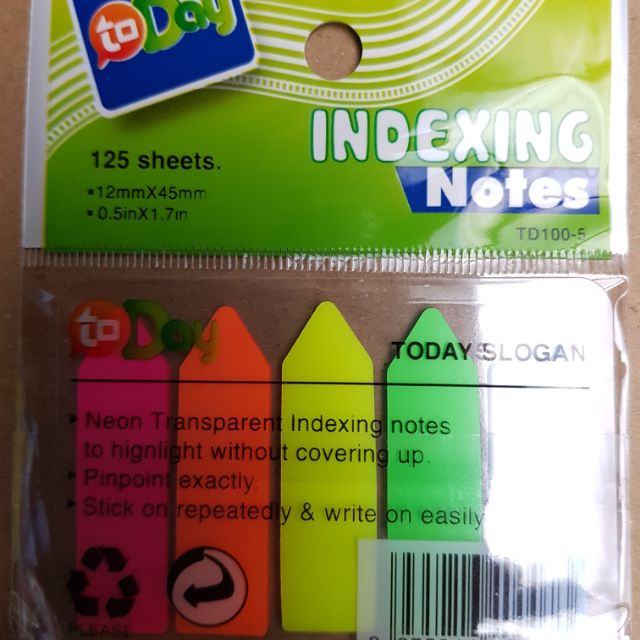 to Day
INDEXING
Notes
125 sheets.
▪12mmX45mm
▪0.5inX1.7in
TD100-5
to Day
TODAY SLOGAN
Neon Transparent Indexing notes
to hignlight without covering up.
Pinpoint exactly.
Stick on repeatedly & write on easily
PLEASE